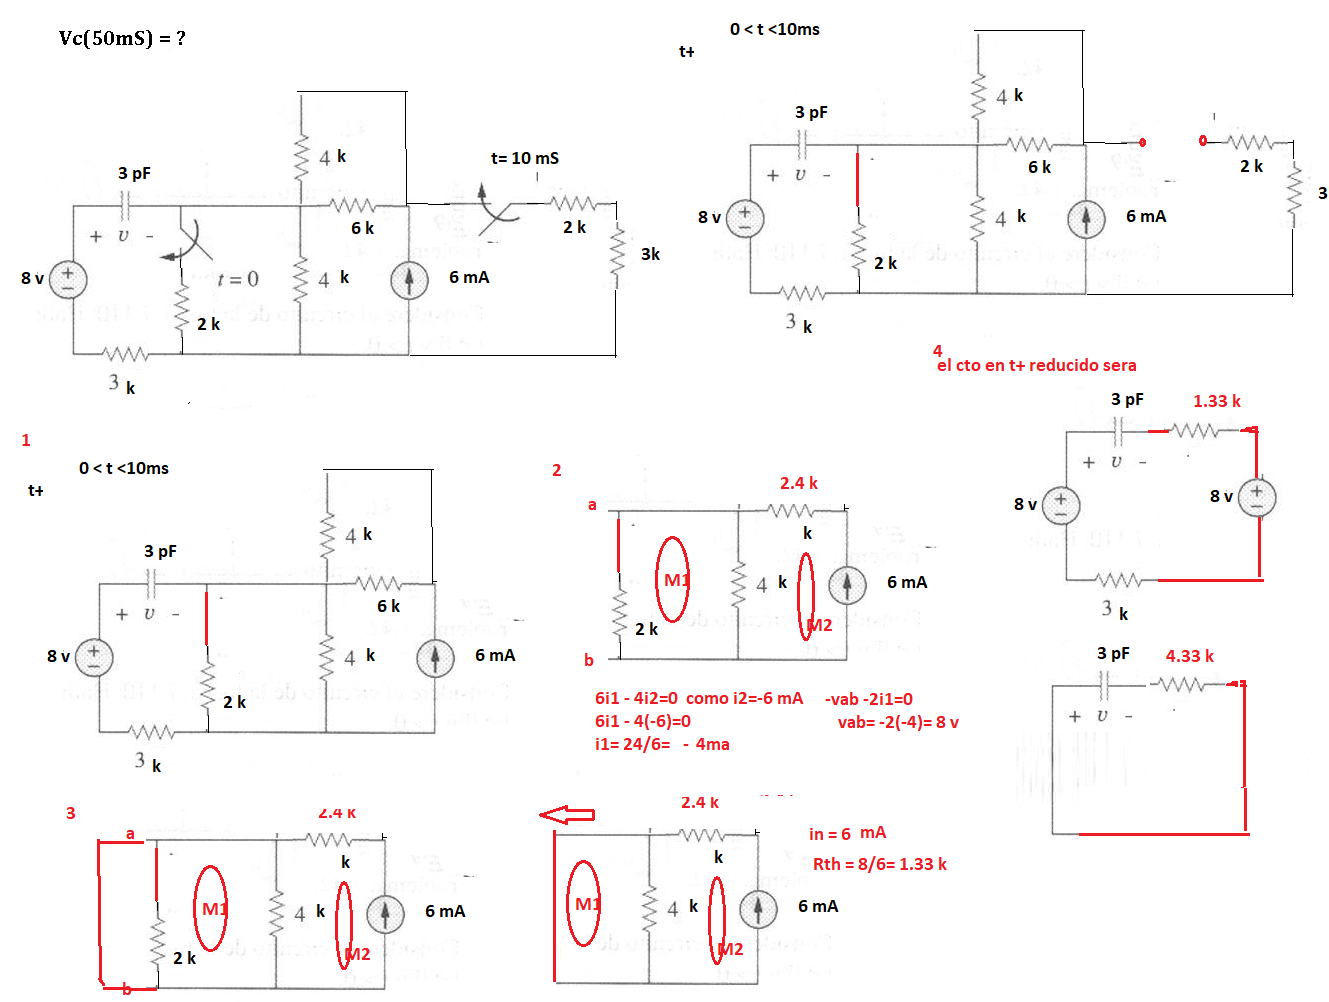 Vc(50mS) = ?
3 pF
+ υ -
8 v
t = 0
2 k
3 k
4 k
6 k
4 k
6 mA
t= 10 mS
2 k
3k
0 < t <10ms
t+
3 pF
+ υ -
8 v
2 k
3 k
4 k
6 k
4 k
6 mA
2 k
3
1
0 < t <10ms
t+
3 pF
+ υ -
8 v
2 k
3 k
4 k
6 k
4 k
6 mA
2
a
b
2.4 k
k
M1
4 k
M2
2 k
6 mA
6i1 - 4i2=0 como i2=-6 mA -vab -2i1=0
6i1 - 4(-6)=0 vab= -2(-4)= 8 v
i1= 24/6= - 4ma
3
a
b
2.4 k
k
M1
4 k
M2
2 k
6 mA
2.4 k
k
M1
4 k
M2
6 mA
in = 6 mA
Rth = 8/6= 1.33 k
4
el cto en t+ reducido sera
3 pF
1.33 k
+ υ -
8 v
8 v
3 k
3 pF
4.33 k
+ υ -